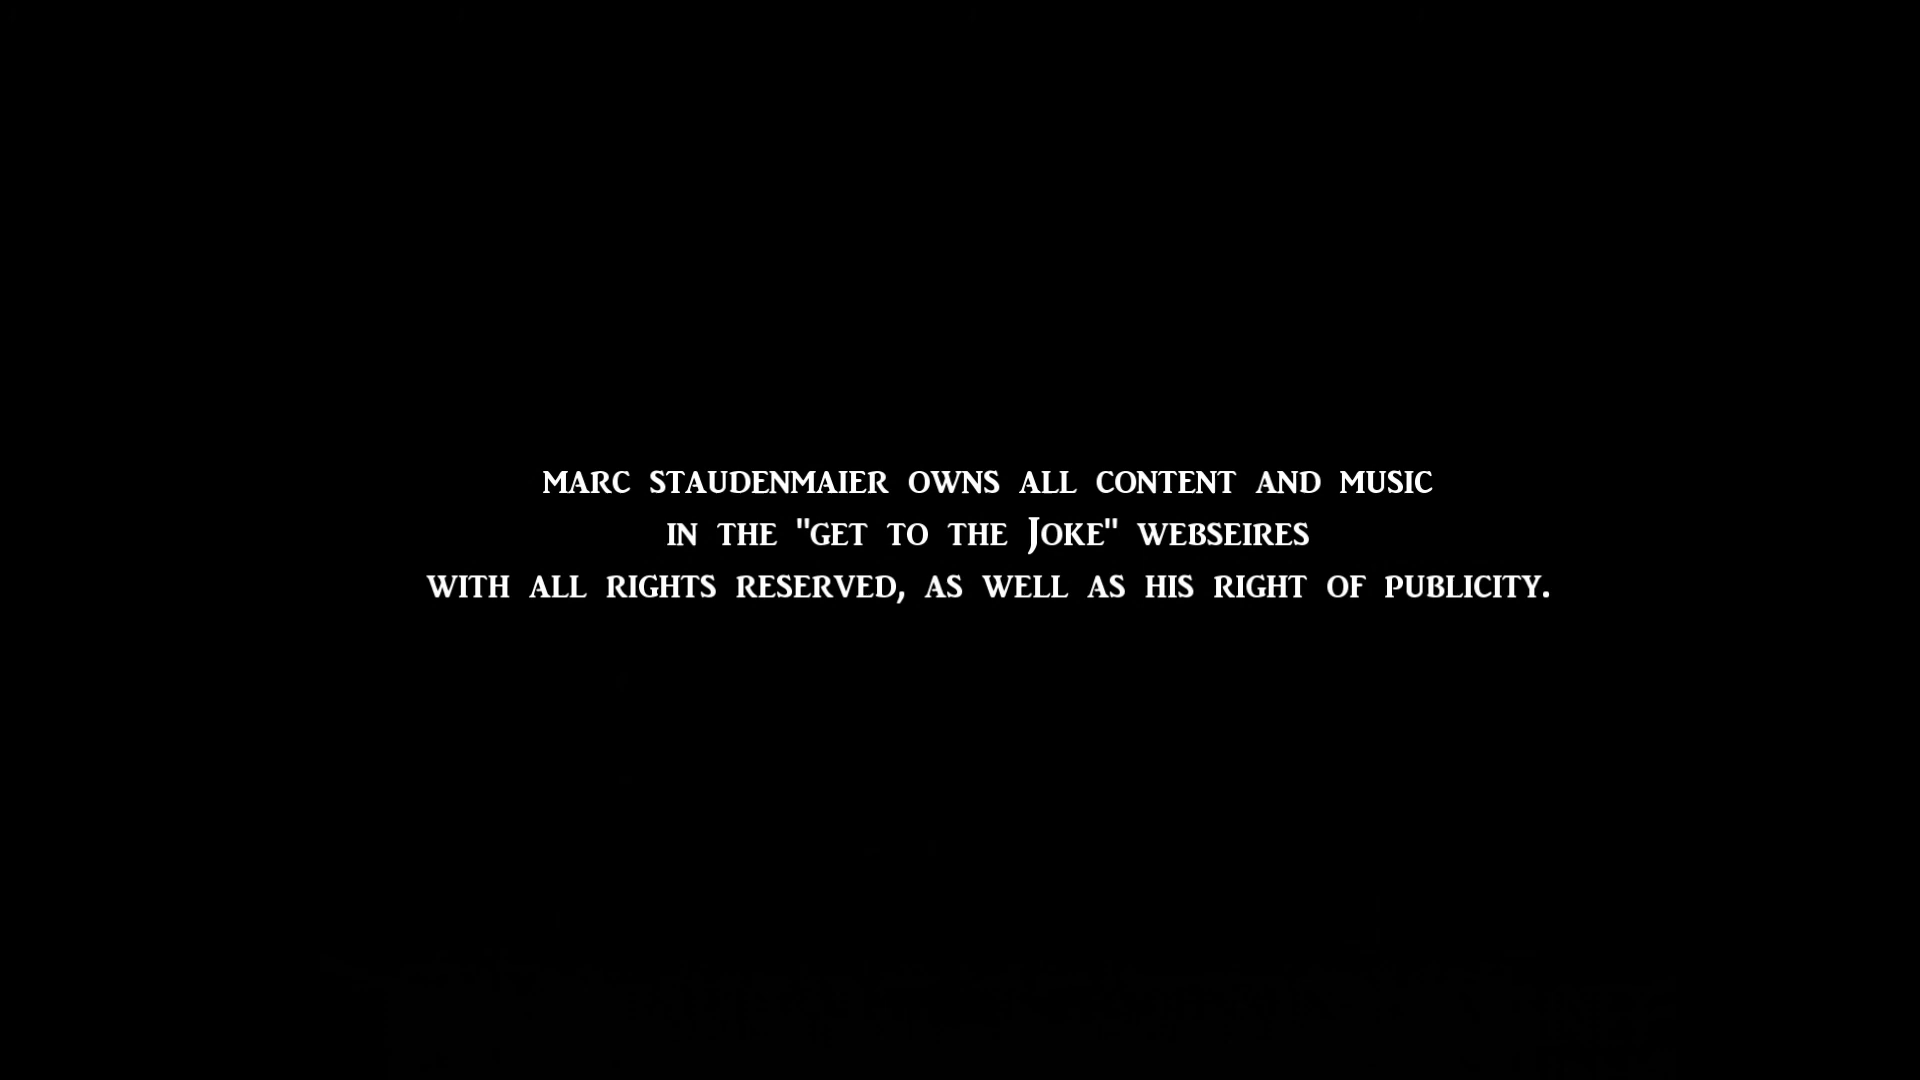 MARC STAUDENMAIER OWNS ALL CONTENT AND MUSIC
IN THE "GET TO THE JOKE" WEBSEIRES
WITH ALL RIGHTS RESERVED, AS WELL AS HIS RIGHT OF PUBLICITY.